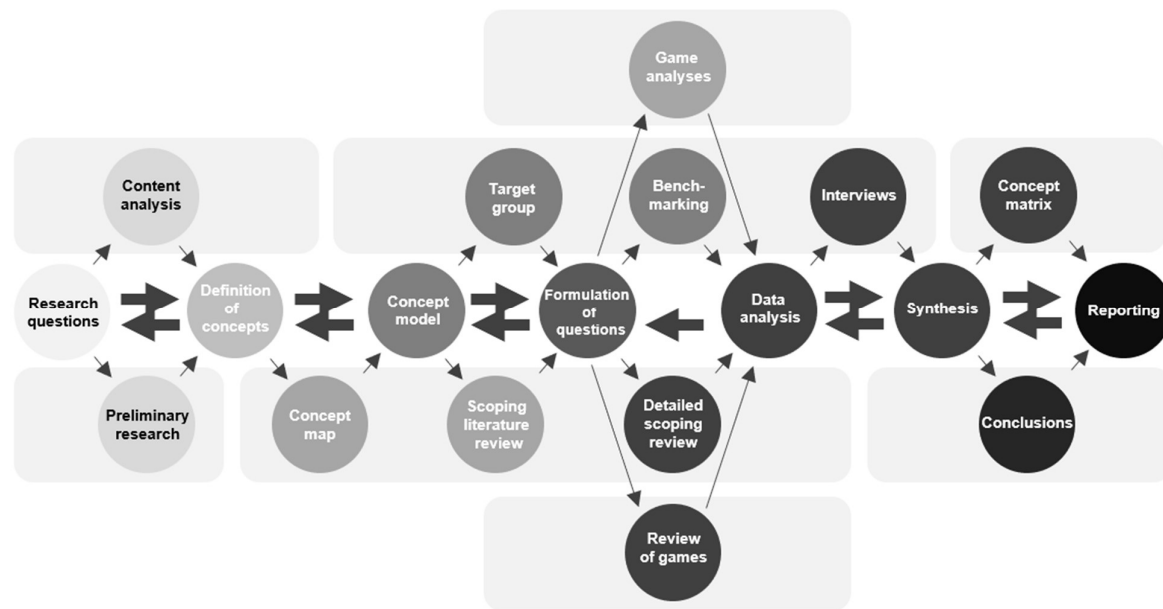 Game
analyses
Content
analysis
Target
group
Bench-
marking
Interviews
Concept
matrix
Research
questions
Definition
of
concepts
Concept
model
Formulation
of
questions
Data
analysis
Synthesis
Reporting
Preliminary
research
Concept
map
Scoping
literature
review
Detailed
scoping
review
Conclusions
Review
of games